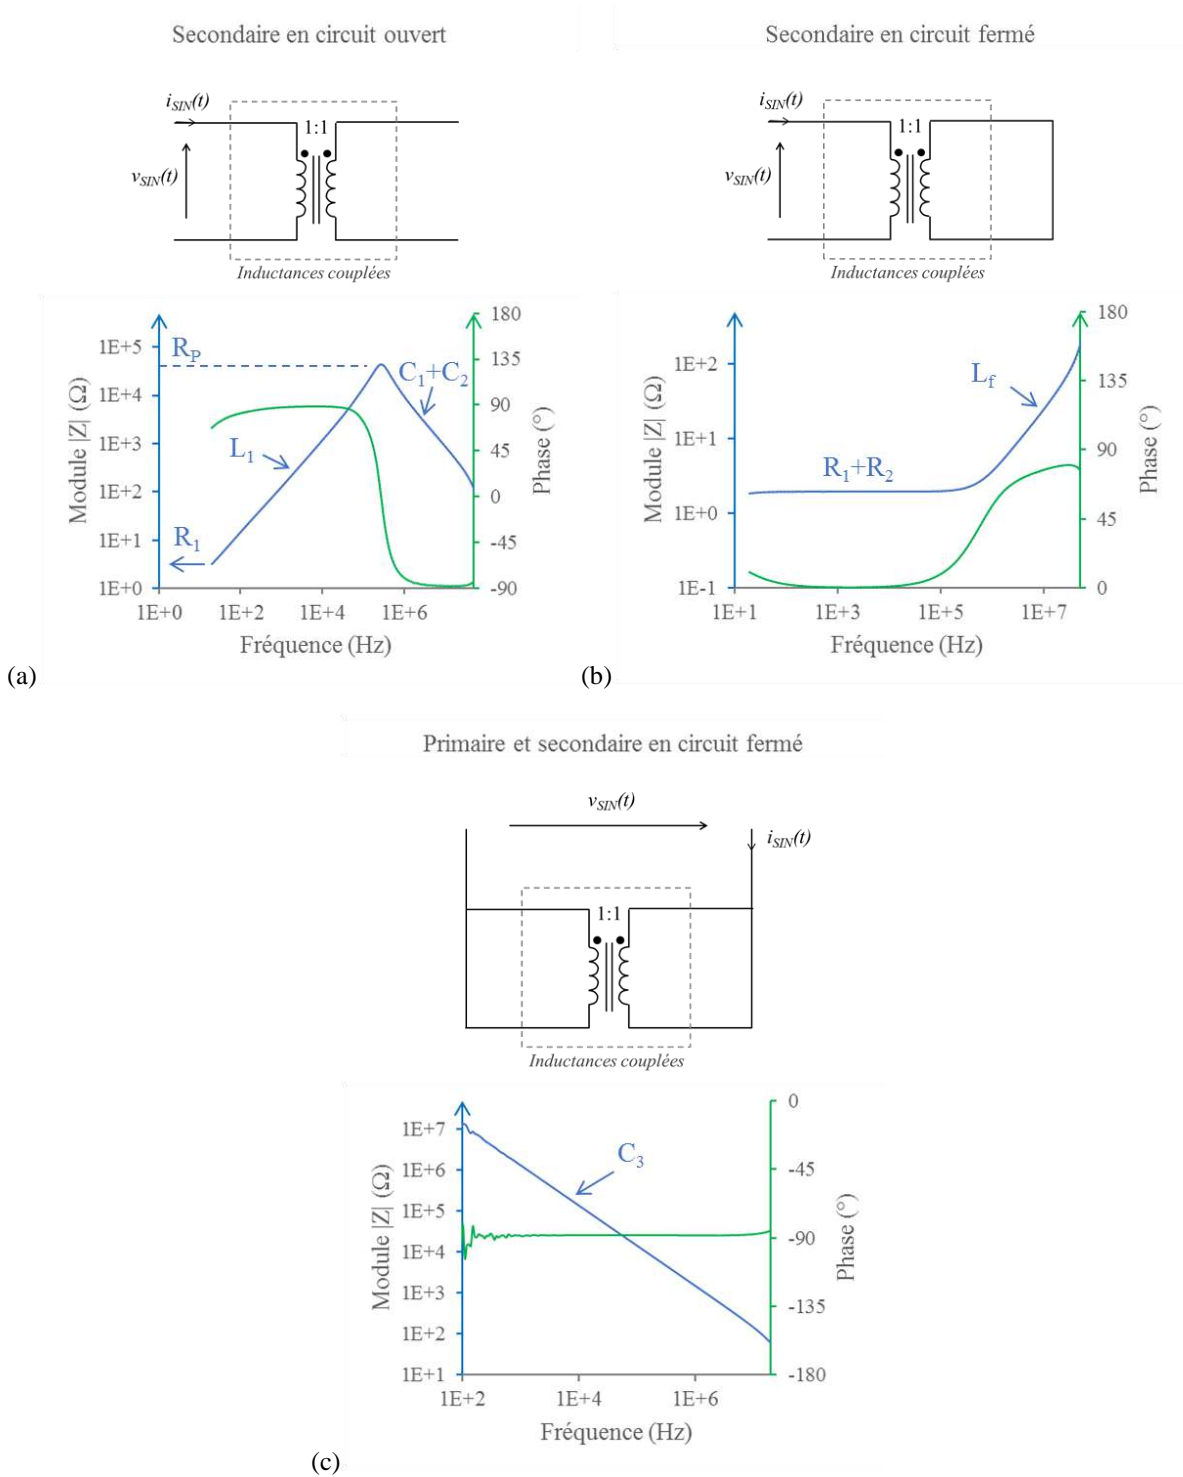 Secondaire en circuit ouvert
i_SIN(t)
1:1
v_SIN(t)
Inductances couplées
Module |Z| (Ω)
1E+5
1E+4
1E+3
1E+2
1E+1
1E+0
R_P
C_1+C_2
L_1
R_1
180
135
90
45
0
-45
-90
Phase (°)
1E+0 1E+2 1E+4 1E+6
Fréquence (Hz)
(a)
Secondaire en circuit fermé
i_SIN(t)
1:1
v_SIN(t)
Inductances couplées
Module |Z| (Ω)
1E+2
1E+1
1E+0
1E-1
L_f
R_1+R_2
180
135
90
45
0
Phase (°)
1E+1 1E+3 1E+5 1E+7
Fréquence (Hz)
(b)
Primaire et secondaire en circuit fermé
v_SIN(t)
i_SIN(t)
1:1
Inductances couplées
Module |Z| (Ω)
1E+7
1E+6
1E+5
1E+4
1E+3
1E+2
1E+1
C_3
0
-45
-90
-135
-180
Phase (°)
1E+2 1E+4 1E+6
Fréquence (Hz)
(c)